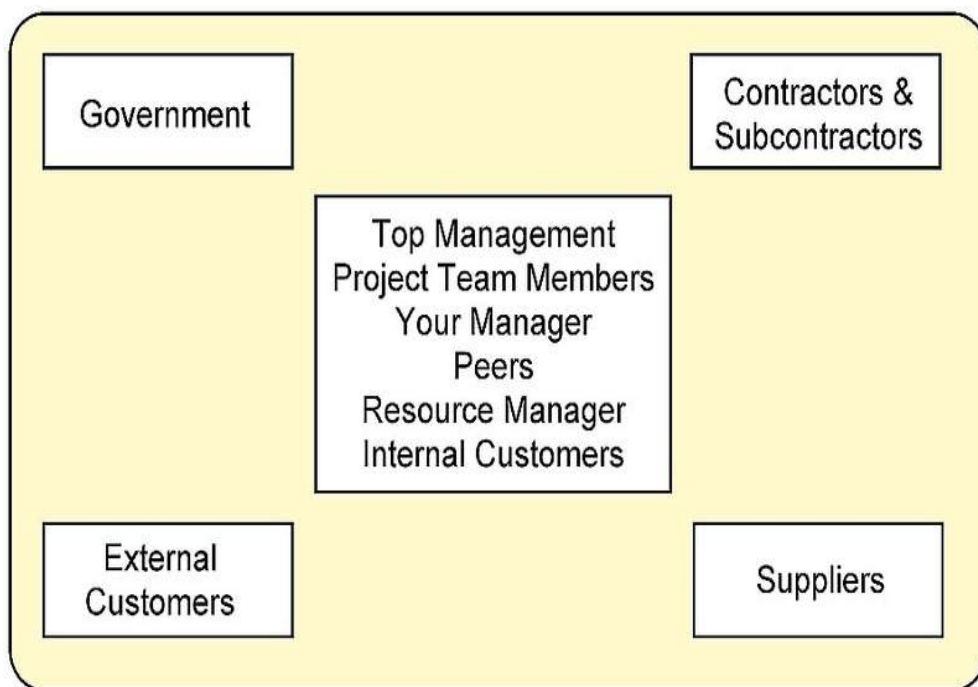 Government
Contractors &
Subcontractors
Top Management
Project Team Members
Your Manager
Peers
Resource Manager
Internal Customers
External
Customers
Suppliers